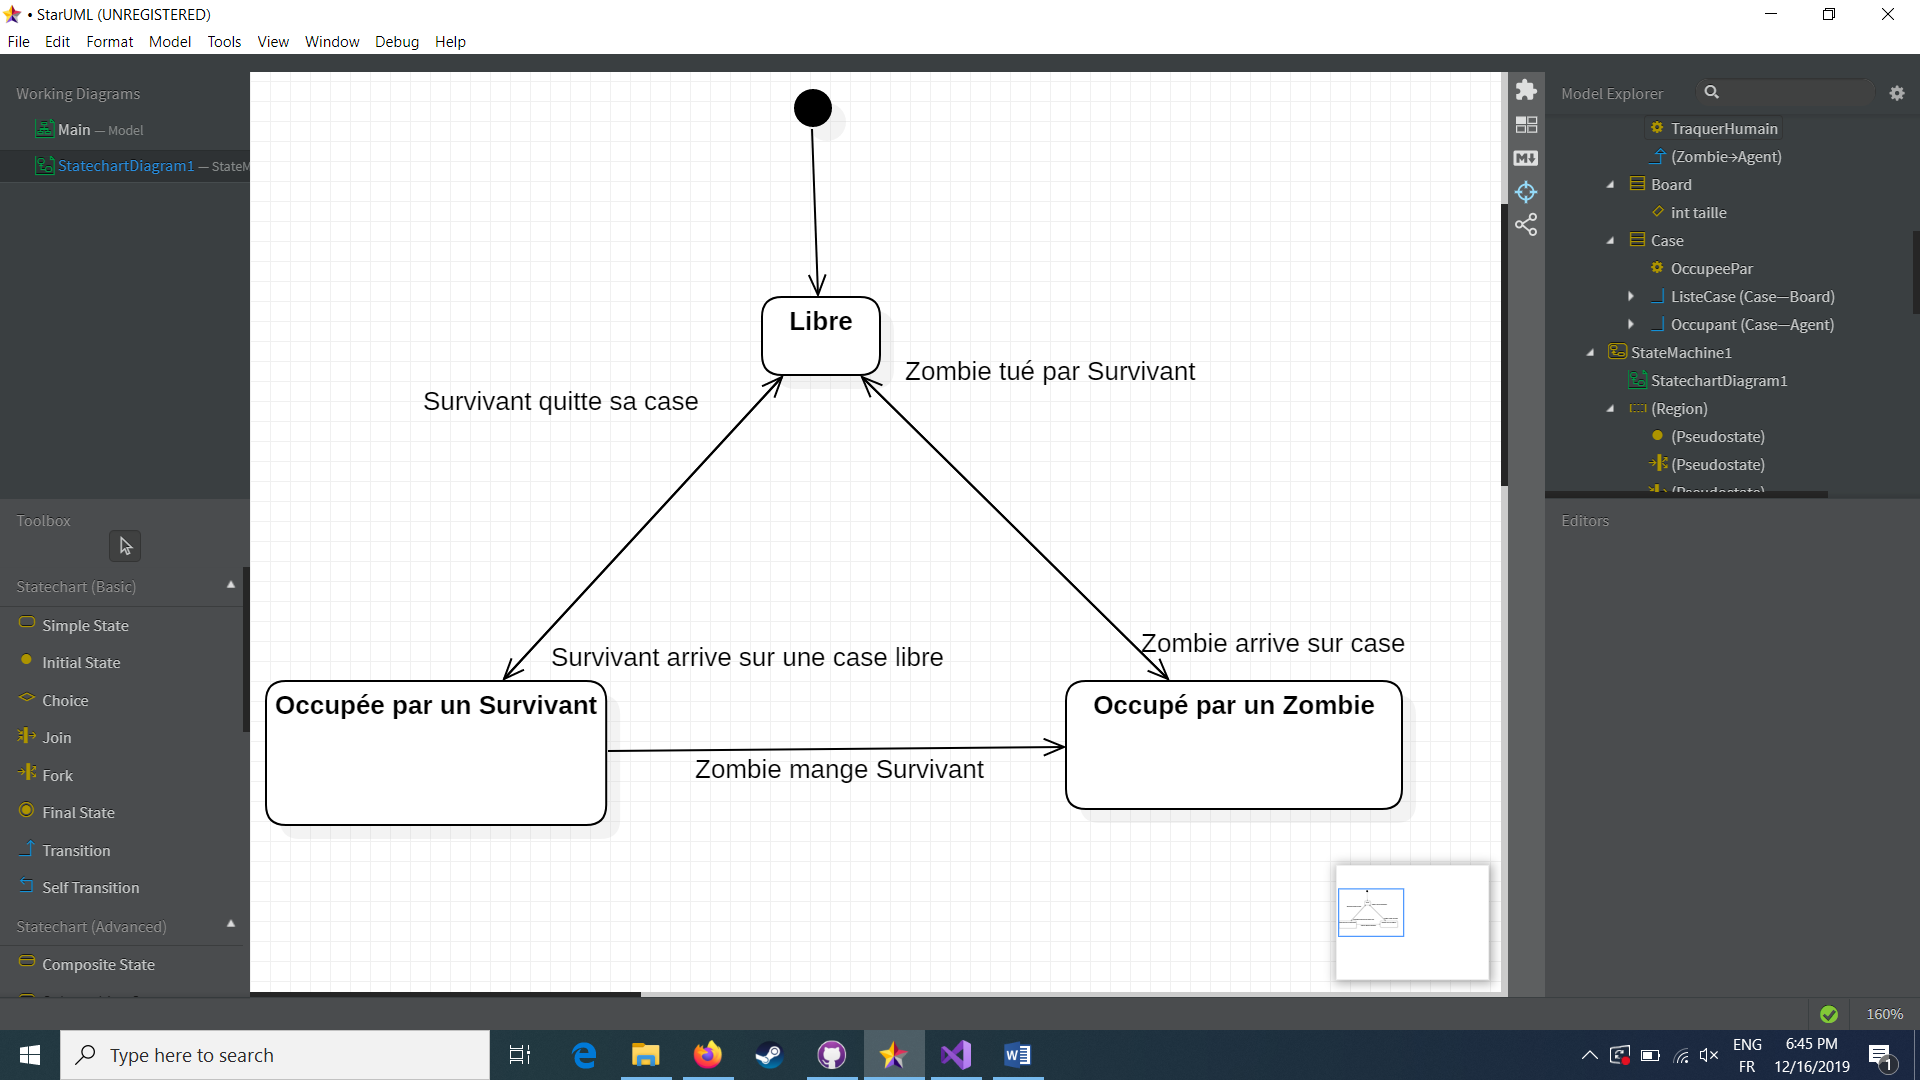 • StarUML (UNREGISTERED)
File Edit Format Model Tools View Window Debug Help
Working Diagrams
Main — Model
StatechartDiagram1 — StateM
Toolbox
Statechart (Basic)
Simple State
Initial State
Choice
Join
Fork
Final State
Transition
Self Transition
Statechart (Advanced)
Composite State
Libre
Zombie tué par Survivant
Survivant quitte sa case
Zombie arrive sur case
Survivant arrive sur une case libre
Occupée par un Survivant
Occupé par un Zombie
Zombie mange Survivant
M
Model Explorer
TraquerHumain
(Zombie→Agent)
Board
int taille
Case
OccupeePar
ListeCase (Case—Board)
Occupant (Case—Agent)
StateMachine1
StatechartDiagram1
(Region)
(Pseudostate)
(Pseudostate)
(Pseudostate)
Editors
160%
Type here to search
ENG
FR
6:45 PM
12/16/2019
1